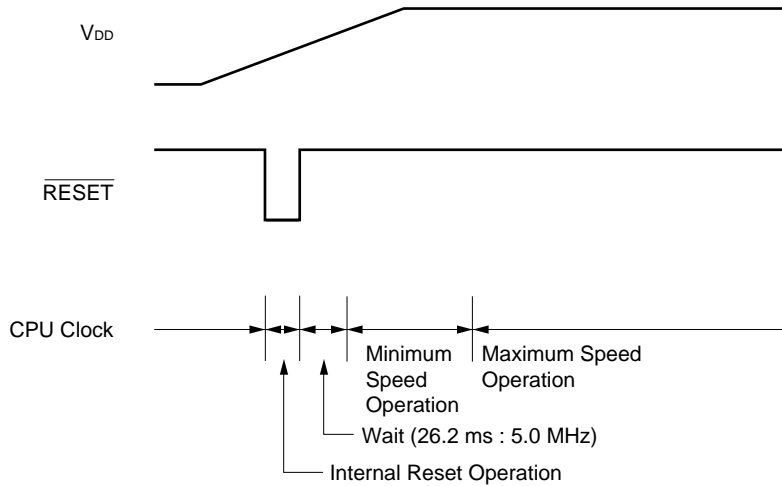 VDD
RESET
CPU Clock
Minimum Speed Operation
Maximum Speed Operation
Wait (26.2 ms : 5.0 MHz)
Internal Reset Operation